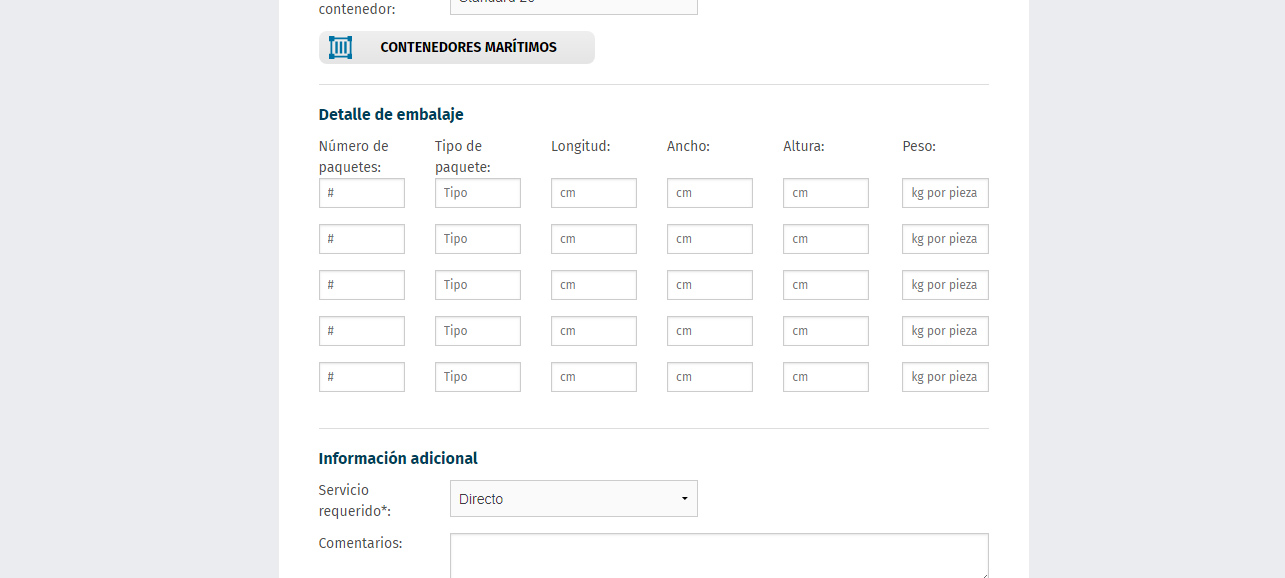 contenedor:
CONTENEDORES MARÍTIMOS
Detalle de embalaje
Número de paquetes: Tipo de paquete: Longitud: Ancho: Altura: Peso:
# Tipo cm cm cm kg por pieza
# Tipo cm cm cm kg por pieza
# Tipo cm cm cm kg por pieza
# Tipo cm cm cm kg por pieza
# Tipo cm cm cm kg por pieza
Información adicional
Servicio
requerido*:
Directo
Comentarios: